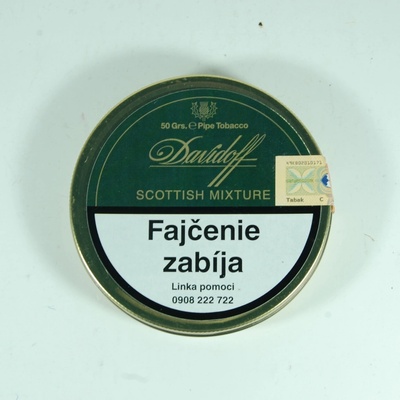 50 Grs. ℮ Pipe Tobacco
Davidoff
SCOTTISH MIXTURE
Tabak C
Fajčenie
zabíja
Linka pomoci
0908 222 722